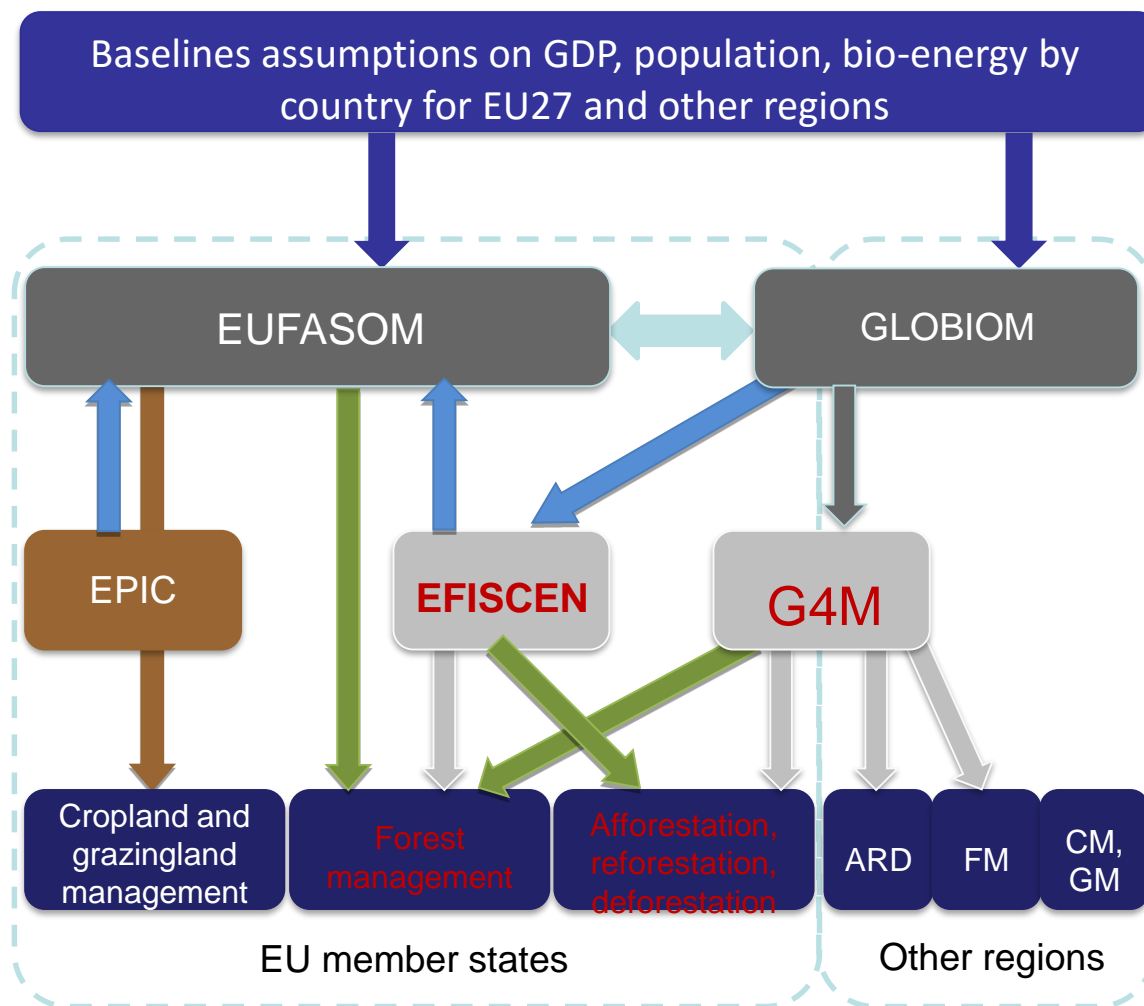 Baselines assumptions on GDP, population, bio-energy by
country for EU27 and other regions
EUFASOM
GLOBIOM
EPIC
EFISCEN
G4M
Cropland and
grazingland
management
Forest
management
Afforestation,
reforestation,
deforestation
ARD
FM
CM,
GM
EU member states
Other regions